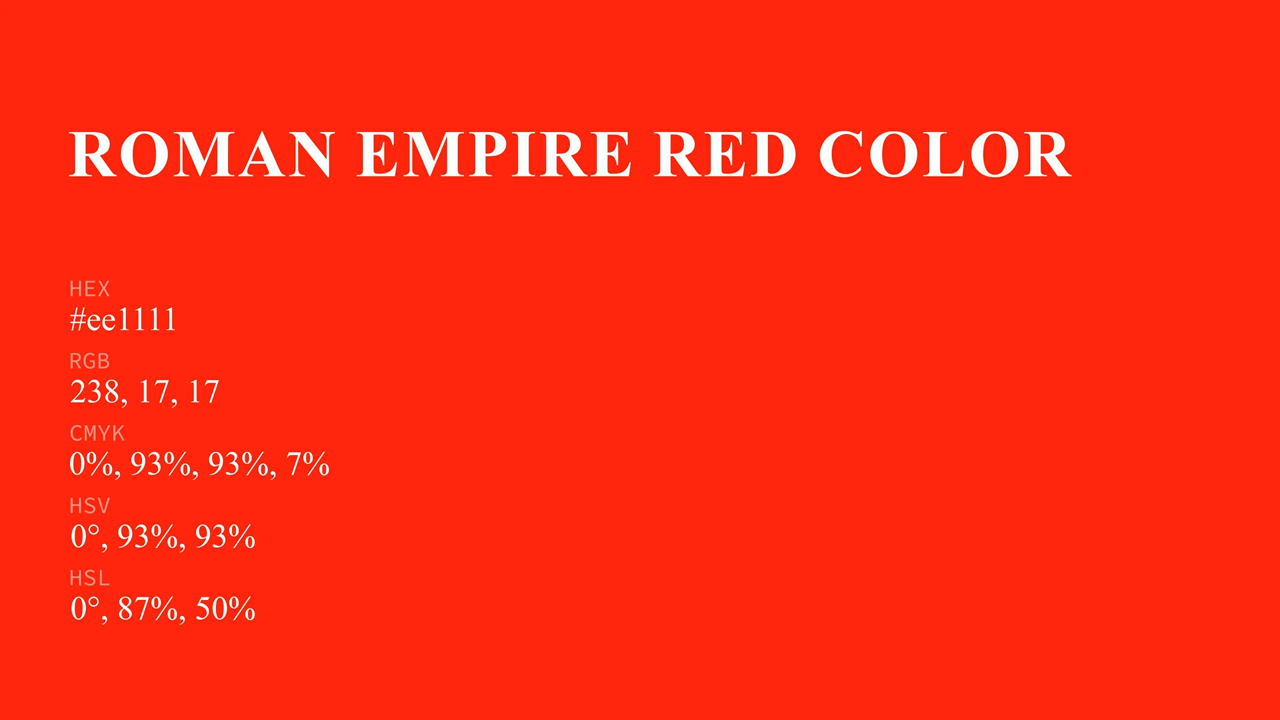 ROMAN EMPIRE RED COLOR
HEX
#ee1111
RGB
238, 17, 17
CMYK
0%, 93%, 93%, 7%
HSV
0°, 93%, 93%
HSL
0°, 87%, 50%